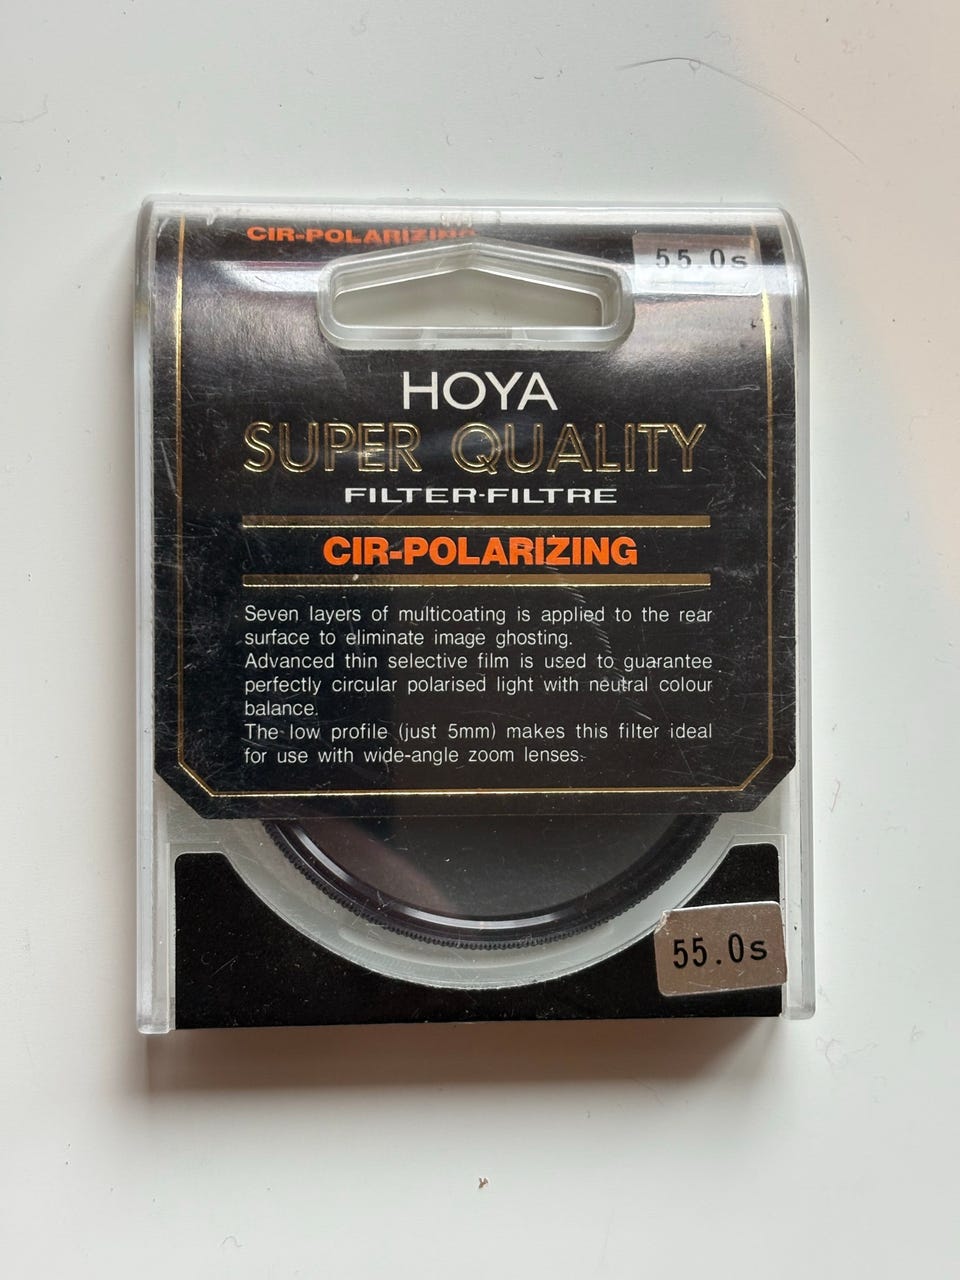 CIR-POLARIZING
55.0s
HOYA
SUPER QUALITY
FILTER-FILTRE
CIR-POLARIZING
Seven layers of multicoating is applied to the rear
surface to eliminate image ghosting.
Advanced thin selective film is used to guarantee
perfectly circular polarised light with neutral colour
balance.
The low profile (just 5mm) makes this filter ideal
for use with wide-angle zoom lenses.
55.0s